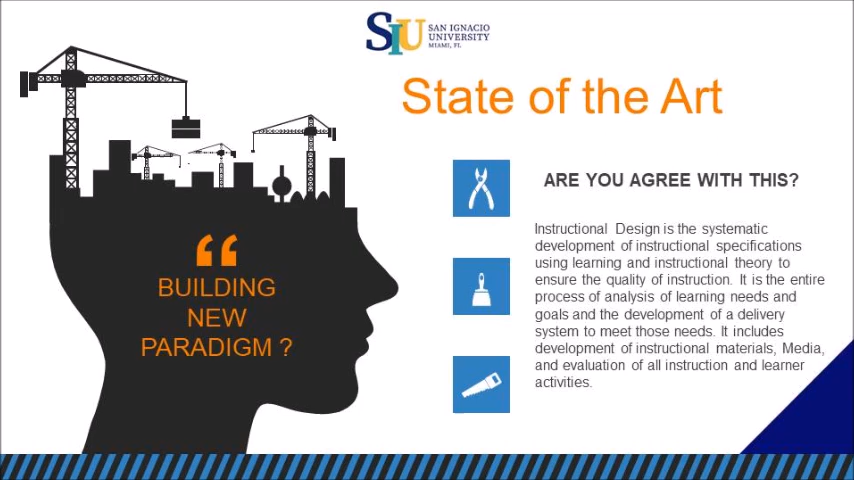 SIU SAN IGNACIO
UNIVERSITY
MIAMI, FL
State of the Art
ARE YOU AGREE WITH THIS?
Instructional Design is the systematic
development of instructional specifications
using learning and instructional theory to
ensure the quality of instruction. It is the entire
process of analysis of learning needs and
goals and the development of a delivery
system to meet those needs. It includes
development of instructional materials, Media,
and evaluation of all instruction and learner
activities.
“
BUILDING
NEW
PARADIGM ?